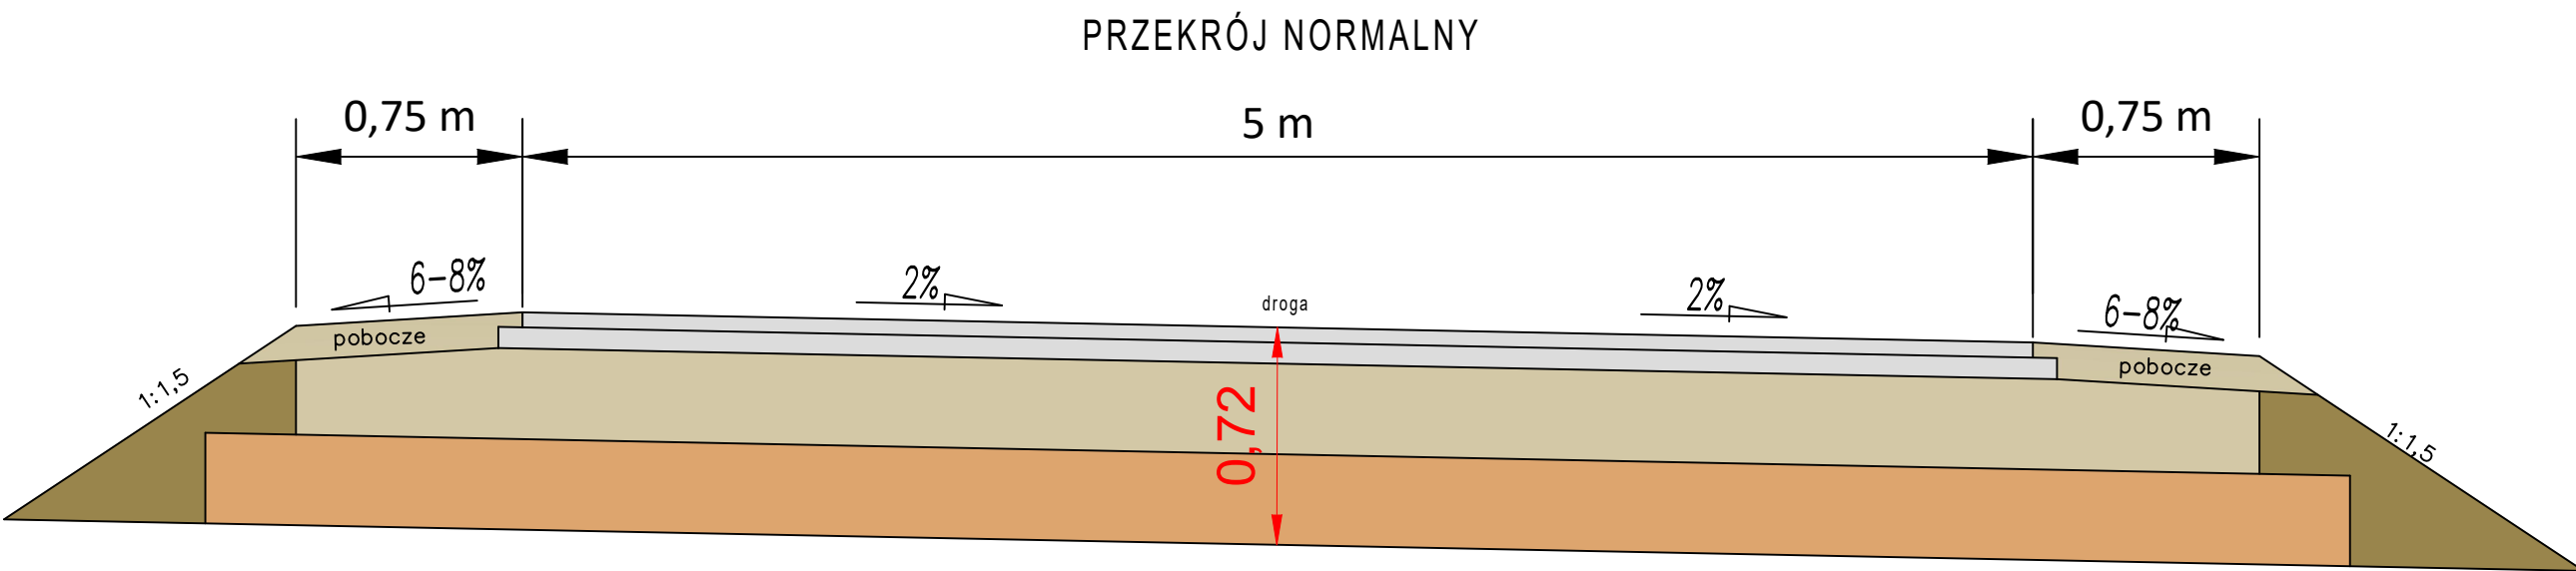 PRZEKRÓJ NORMALNY
0,75 m
5 m
0,75 m
6-8%
2%
droga
2%
6-8%
pobocze
pobocze
1:1,5
0,72
1:1,5